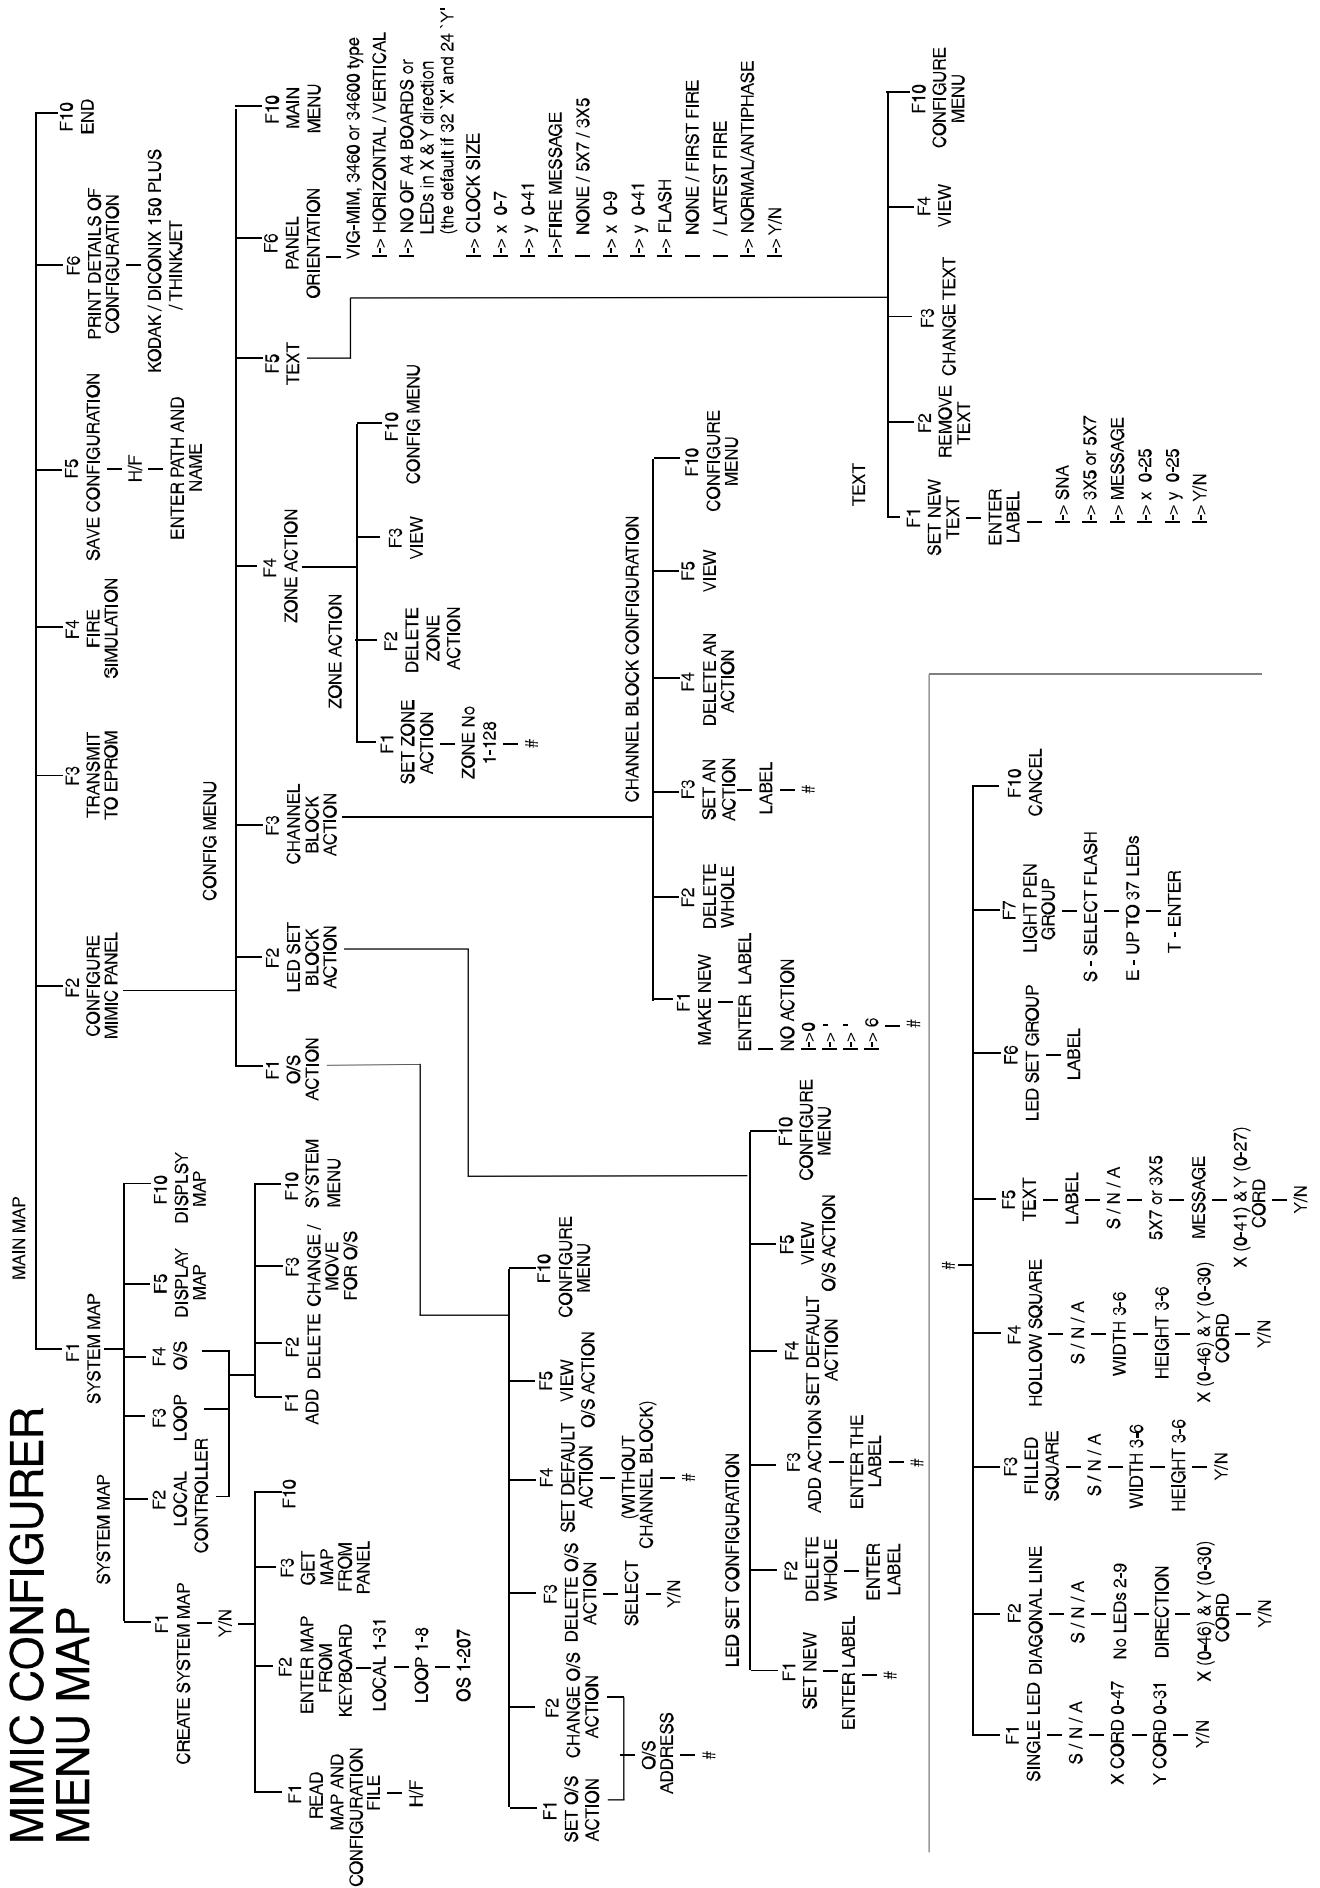 MIMIC CONFIGURER
MENU MAP
MAIN MAP
F1
SYSTEM MAP
F2
CONFIGURE
MIMIC PANEL
F3
TRANSMIT
TO EPROM
F4
FIRE
SIMULATION
F5
SAVE CONFIGURATION
H/F
ENTER PATH AND
NAME
F6
PRINT DETAILS OF
CONFIGURATION
KODAK / DICONIX 150 PLUS
/ THINKJET
F10
END
SYSTEM MAP
F1
CREATE SYSTEM MAP
Y/N
F2
LOCAL
CONTROLLER
F3
LOOP
F4
O/S
F5
DISPLAY
MAP
F10
DISPLSY
MAP
F1
READ
MAP AND
CONFIGURATION
FILE
H/F
F2
ENTER MAP
FROM
KEYBOARD
LOCAL 1-31
LOOP 1-8
OS 1-207
F3
GET
MAP
FROM
PANEL
F10
F1
ADD
F2
DELETE
F3
CHANGE /
MOVE
FOR O/S
F10
SYSTEM
MENU
CONFIG MENU
F1
O/S
ACTION
F2
LED SET
BLOCK
ACTION
F3
CHANNEL
BLOCK
ACTION
F4
ZONE ACTION
F5
TEXT
F6
PANEL
ORIENTATION
VIG-MIM, 3460 or 34600 type
|-> HORIZONTAL / VERTICAL
|-> NO OF A4 BOARDS or
LEDs in X & Y direction
(the default if 32 `X' and 24 `Y'
|-> CLOCK SIZE
|-> x 0-7
|-> y 0-41
|->FIRE MESSAGE
| NONE / 5X7 / 3X5
|-> x 0-9
|-> y 0-41
|-> FLASH
| NONE / FIRST FIRE
| / LATEST FIRE
|-> NORMAL/ANTIPHASE
|-> Y/N
F10
MAIN
MENU
ZONE ACTION
F1
SET ZONE
ACTION
ZONE No
1-128
#
F2
DELETE
ZONE
ACTION
F3
VIEW
F10
CONFIG MENU
F1
SET O/S
ACTION
F2
CHANGE O/S
ACTION
O/S
ADDRESS
#
F3
DELETE O/S
ACTION
SELECT
Y/N
F4
SET DEFAULT
ACTION
(WITHOUT
CHANNEL BLOCK)
#
F5
VIEW
O/S ACTION
F10
CONFIGURE
MENU
CHANNEL BLOCK CONFIGURATION
F1
MAKE NEW
ENTER LABEL
| NO ACTION
|->0
|-> '
|-> '
|-> 6
#
F2
DELETE
WHOLE
F3
SET AN
ACTION
LABEL
#
F4
DELETE AN
ACTION
F5
VIEW
F10
CONFIGURE
MENU
LED SET CONFIGURATION
F1
SET NEW
ENTER LABEL
#
F2
DELETE
WHOLE
ENTER
LABEL
F3
ADD ACTION
ENTER THE
LABEL
#
F4
SET DEFAULT
ACTION
F5
VIEW
O/S ACTION
F10
CONFIGURE
MENU
TEXT
F1
SET NEW
TEXT
ENTER
LABEL
|-> SNA
|-> 3X5 or 5X7
|-> MESSAGE
|-> x 0-25
|-> y 0-25
|-> Y/N
F2
REMOVE
TEXT
F3
CHANGE TEXT
F4
VIEW
F10
CONFIGURE
MENU
#
F1
SINGLE LED
S / N / A
X CORD 0-47
Y CORD 0-31
Y/N
F2
DIAGONAL LINE
S / N / A
No LEDs 2-9
DIRECTION
X (0-46) & Y (0-30)
CORD
Y/N
F3
FILLED
SQUARE
S / N / A
WIDTH 3-6
HEIGHT 3-6
Y/N
F4
HOLLOW SQUARE
S / N / A
WIDTH 3-6
HEIGHT 3-6
X (0-46) & Y (0-30)
CORD
Y/N
F5
TEXT
LABEL
S / N / A
5X7 or 3X5
MESSAGE
X (0-41) & Y (0-27)
CORD
Y/N
F6
LED SET GROUP
LABEL
F7
LIGHT PEN
GROUP
S - SELECT FLASH
E - UP TO 37 LEDs
T - ENTER
F10
CANCEL